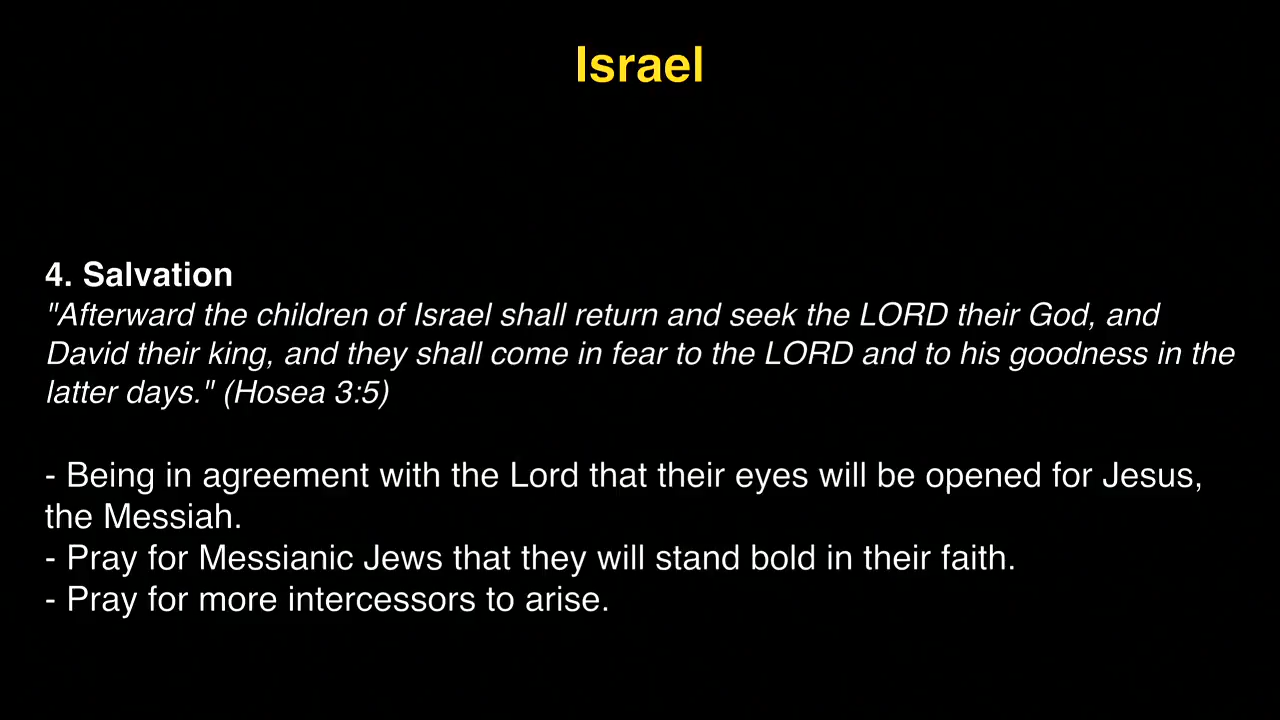 Israel
4. Salvation
"Afterward the children of Israel shall return and seek the LORD their God, and
David their king, and they shall come in fear to the LORD and to his goodness in the
latter days." (Hosea 3:5)
- Being in agreement with the Lord that their eyes will be opened for Jesus,
the Messiah.
- Pray for Messianic Jews that they will stand bold in their faith.
- Pray for more intercessors to arise.